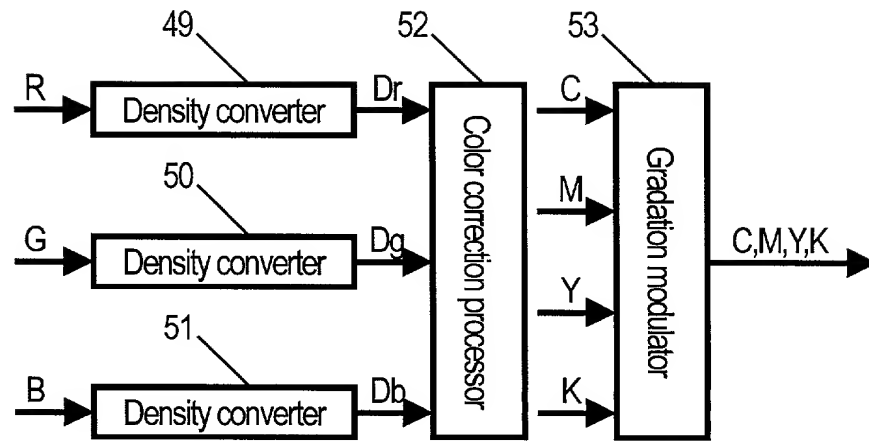 49
52
53
R
Density converter
Dr
C
50
M
G
Density converter
Dg
Color correction processor
Gradation modulator
C,M,Y,K
Y
51
B
Density converter
Db
K